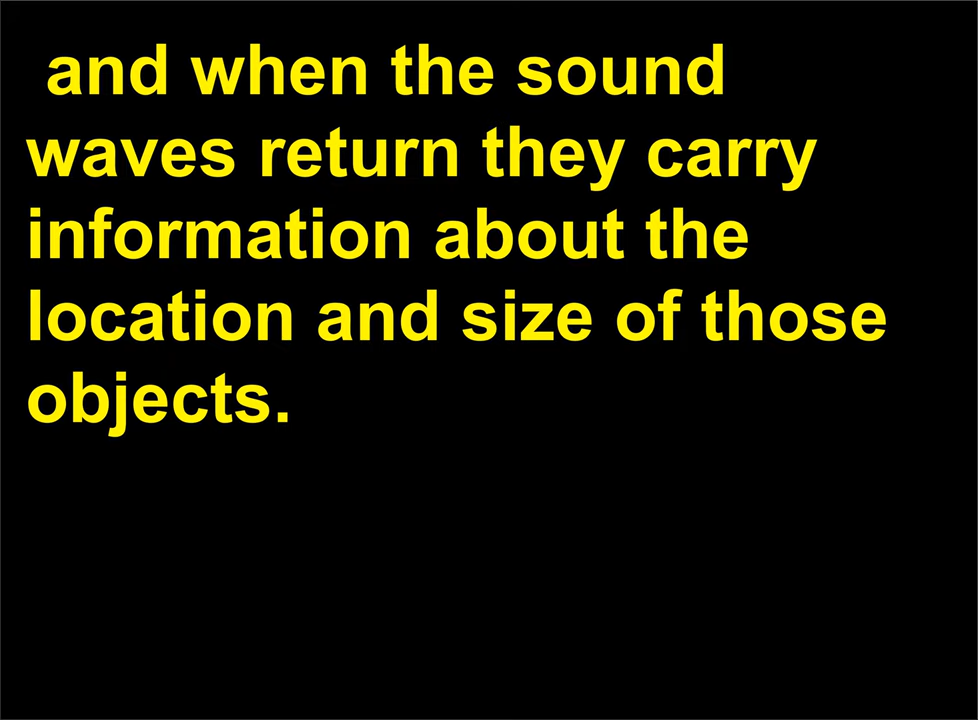 and when the sound
waves return they carry
information about the
location and size of those
objects.